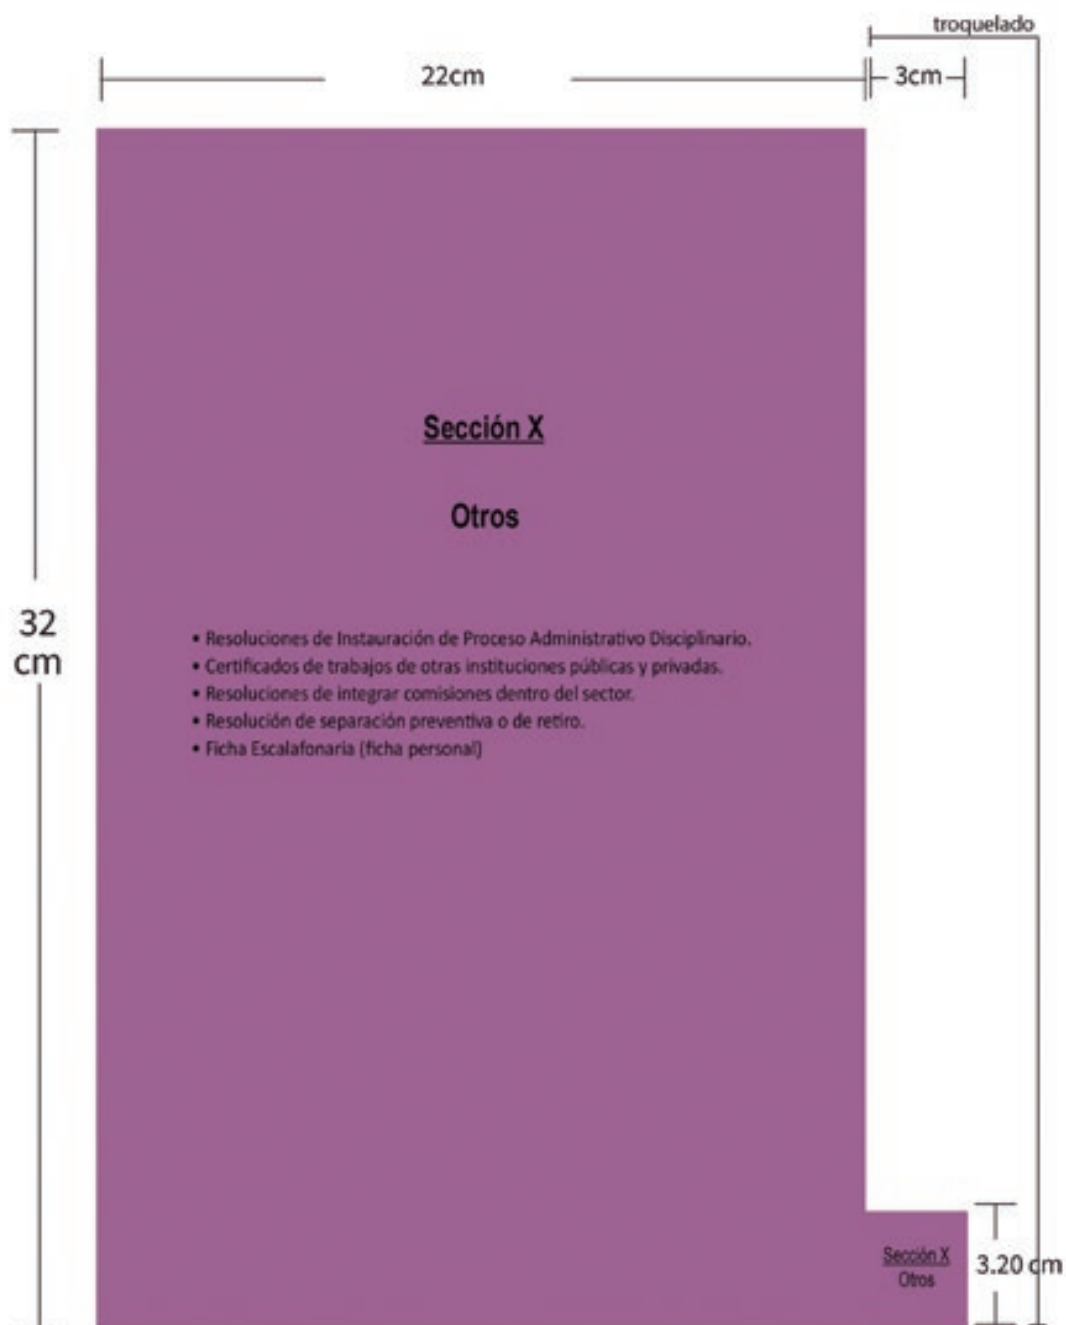 troquelado
22cm
3cm
Sección X
Otros
32
cm
• Resoluciones de Instauración de Proceso Administrativo Disciplinario.
• Certificados de trabajos de otras instituciones públicas y privadas.
• Resoluciones de integrar comisiones dentro del sector.
• Resolución de separación preventiva o de retiro.
• Ficha Escalafonaria (ficha personal)
Sección X
Otros
3.20 cm